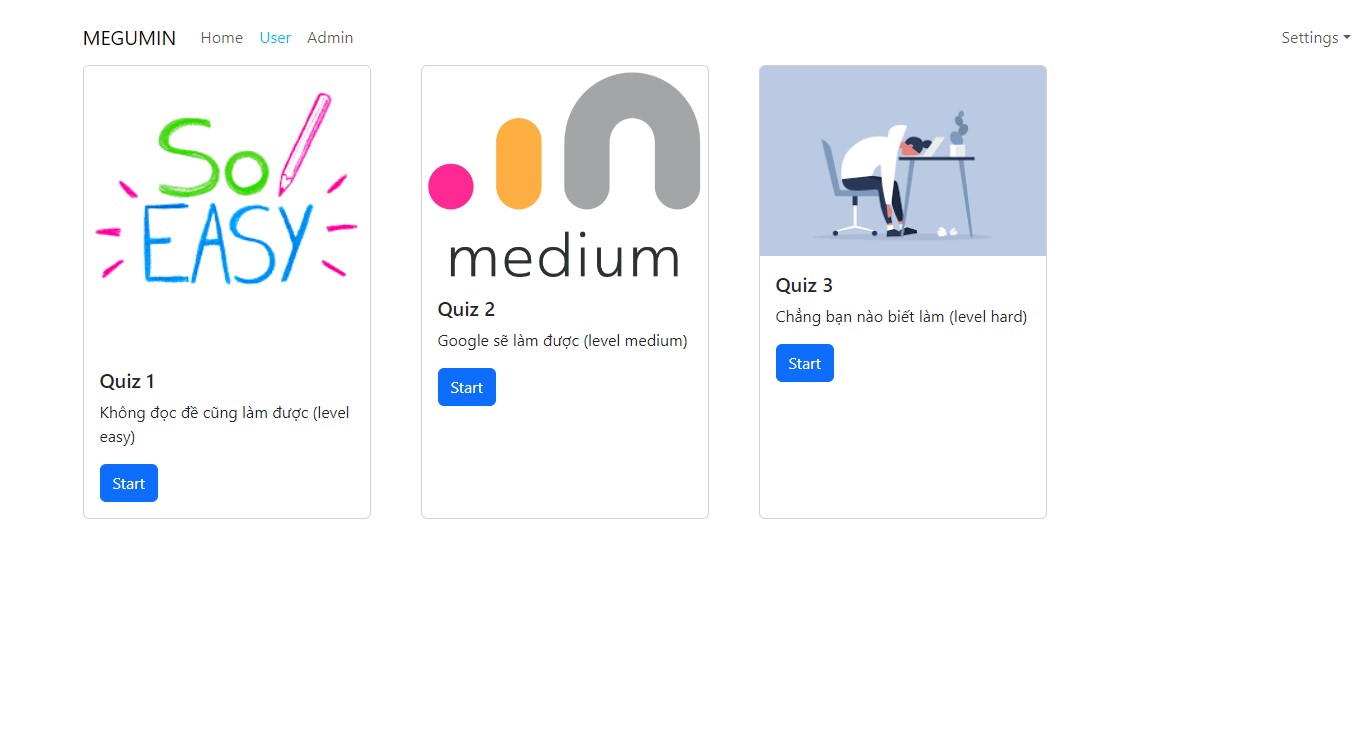 MEGUMIN Home User Admin Settings
So
EASY
Quiz 1
Không đọc đề cũng làm được (level
easy)
Start
medium
Quiz 2
Google sẽ làm được (level medium)
Start
Quiz 3
Chẳng bạn nào biết làm (level hard)
Start